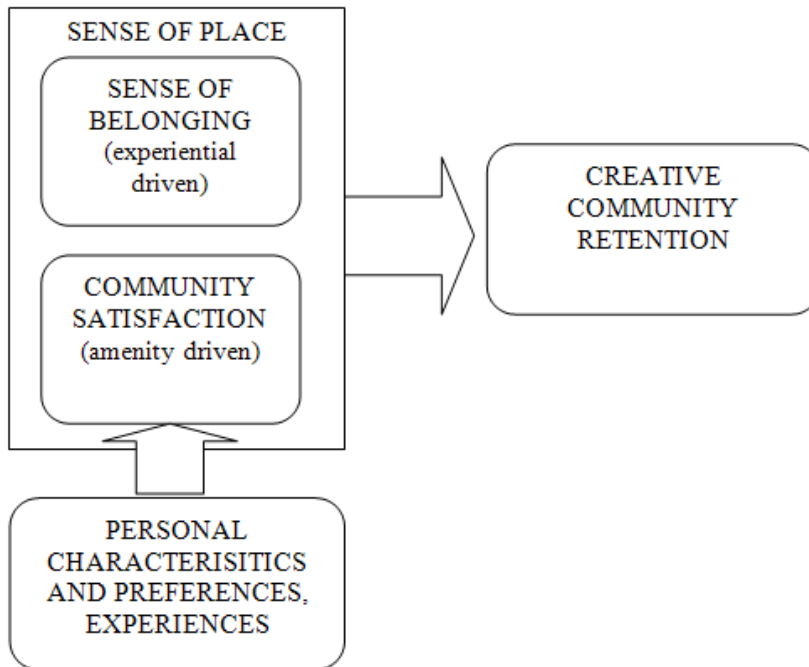 SENSE OF PLACE
SENSE OF
BELONGING
(experiential
driven)
COMMUNITY
SATISFACTION
(amenity driven)
CREATIVE
COMMUNITY
RETENTION
PERSONAL
CHARACTERISITICS
AND PREFERENCES,
EXPERIENCES